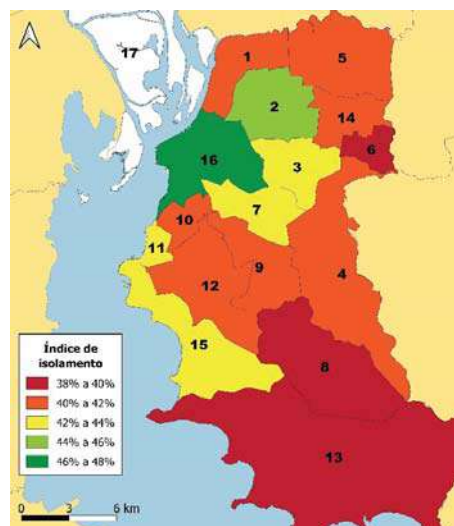 17
1
5
2
14
6
16
3
7
10
11
9
4
12
15
8
13
Índice de
isolamento
38% a 40%
40% a 42%
42% a 44%
44% a 46%
46% a 48%
0 3 6 km